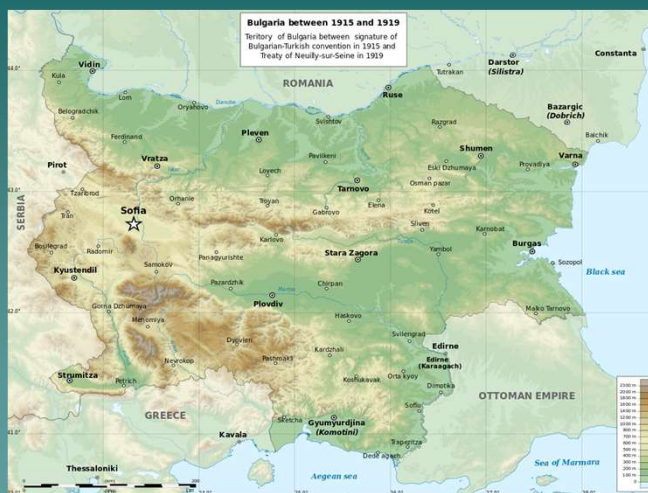 Bulgaria between 1915 and 1919
Teritory of Bulgaria between signature of
Bulgarian-Turkish convention in 1915 and
Treaty of Neuilly-sur-Seine in 1919
Constanta
Vidin
Darstor
(Silistra)
Tutrakan
Kula
ROMANIA
Ruse
Lom
Danube
Oryahovo
Bazargic
(Dobrich)
Belogradchik
Svishtov
Razgrad
Ferdinand
Pleven
Balchik
Shumen
Pavlikeni
Varna
Vratza
Pirot
Eski Dzhumaya
Provadiya
Lovech
Osman pazar
Tarnovo
Tzaribrod
Orhanie
Troyan
Elena
SERBIA
Sofia
Gabrovo
Kotel
Tran
Sliven
Karnobat
Karlovo
Bosilegrad
Radomir
Panagyurishte
Stara Zagora
Yambol
Burgas
Samokov
Sozopol
Kyustendil
Black sea
Pazardzhik
Chirpan
Plovdiv
Gorna Dzhumaya
Malko Tarnovo
Mehomiya
Haskovo
Svilengrad
Dyovlen
Edirne
Kardzhali
Edirne
(Karaagach)
Nevrokop
Pashmakli
Strumitza
Petrich
Koshukavak
Orta kyoy
Dimotika
OTTOMAN EMPIRE
Sofiu
GREECE
Gyumyurdjina
(Komotini)
Kavala
Dede agach
Sea of Marmara
Thessaloniki
Aegean sea